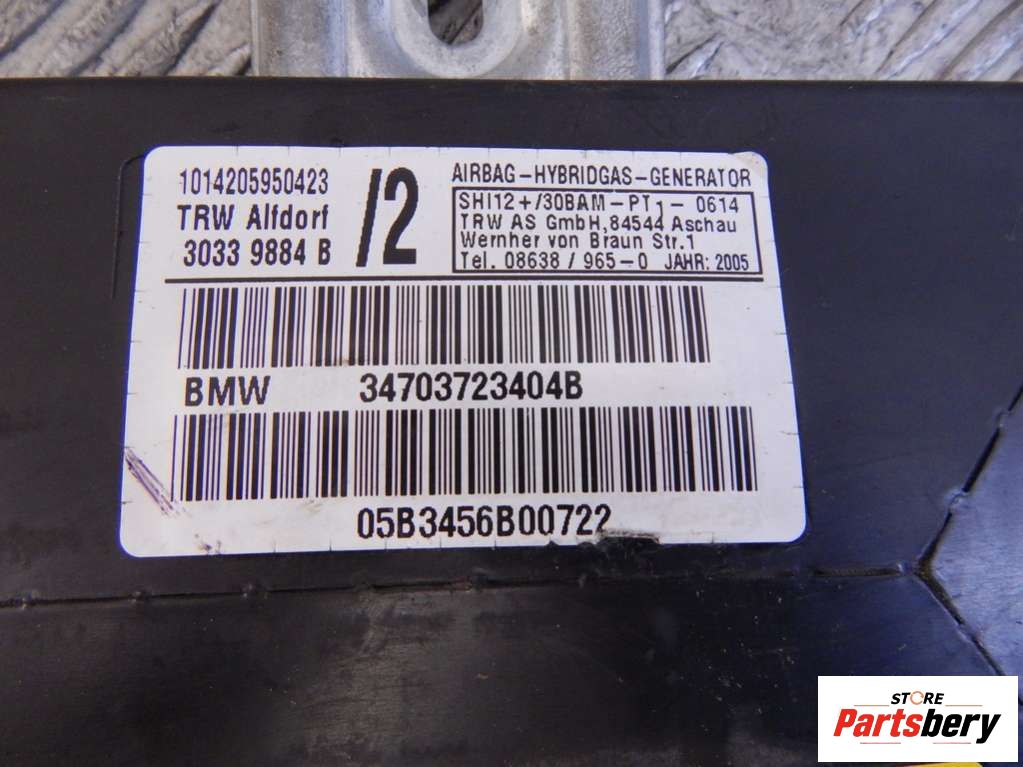 1014205950423
TRW Alfdorf
3033 9884 B
/2
AIRBAG-HYBRIDGAS-GENERATOR
SHI12+/30BAM-PT1-0614
TRW AS GmbH, 84544 Aschau
Wernher von Braun Str.1
Tel. 08638 / 965-0 JAHR: 2005
BMW 34703723404B
05B3456B00722
STORE
Partsbery